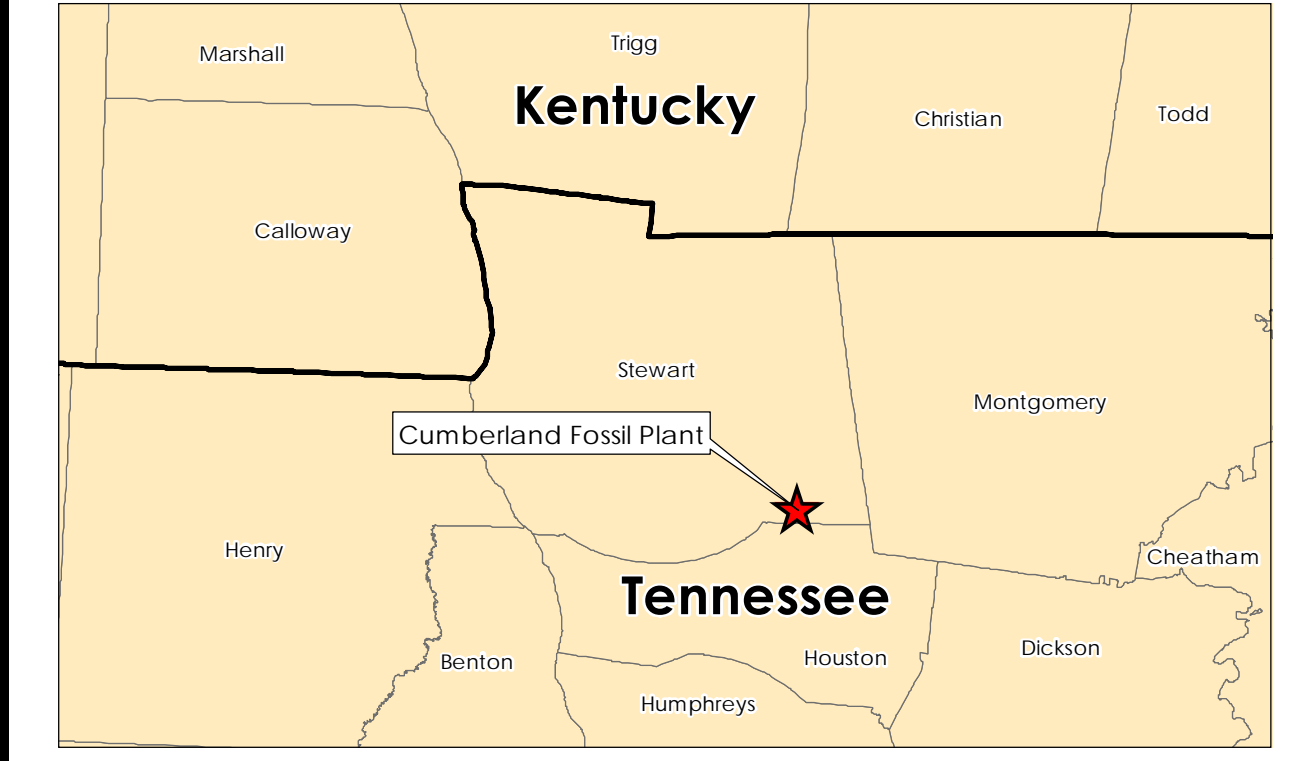 Marshall
Trigg
Kentucky
Christian
Todd
Calloway
Stewart
Montgomery
Cumberland Fossil Plant
Henry
Cheatham
Tennessee
Benton
Houston
Dickson
Humphreys